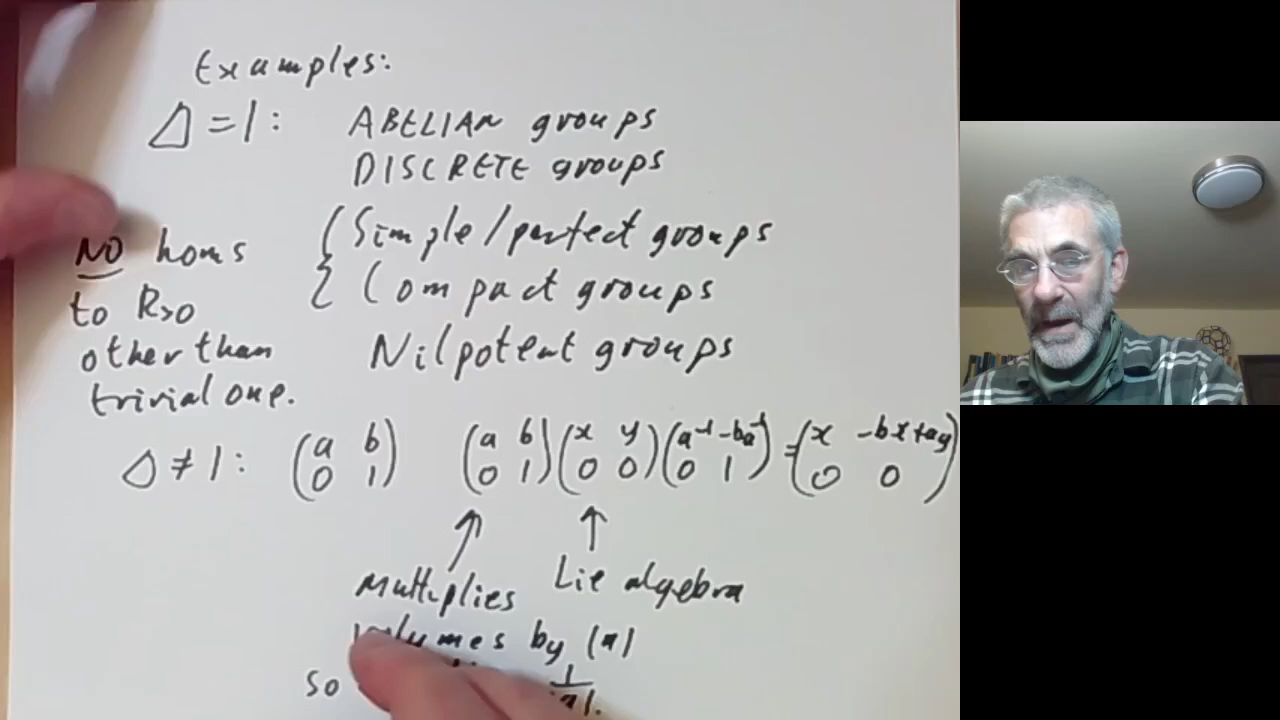 Examples:
Δ=1: ABELIAN groups
DISCRETE groups
NO homs { Simple/perfect groups
to R>0 { Compact groups
other than Nilpotent groups
trivial one.
Δ≠1: (a b; 0 1) (a b; 0 1)(x y; 0 0)(a⁻¹ -ba⁻¹; 0 1)=(x -bx+ay; 0 0)
↑ ↑
Multiplies Lie algebra
by |a|
so 1/|a|.